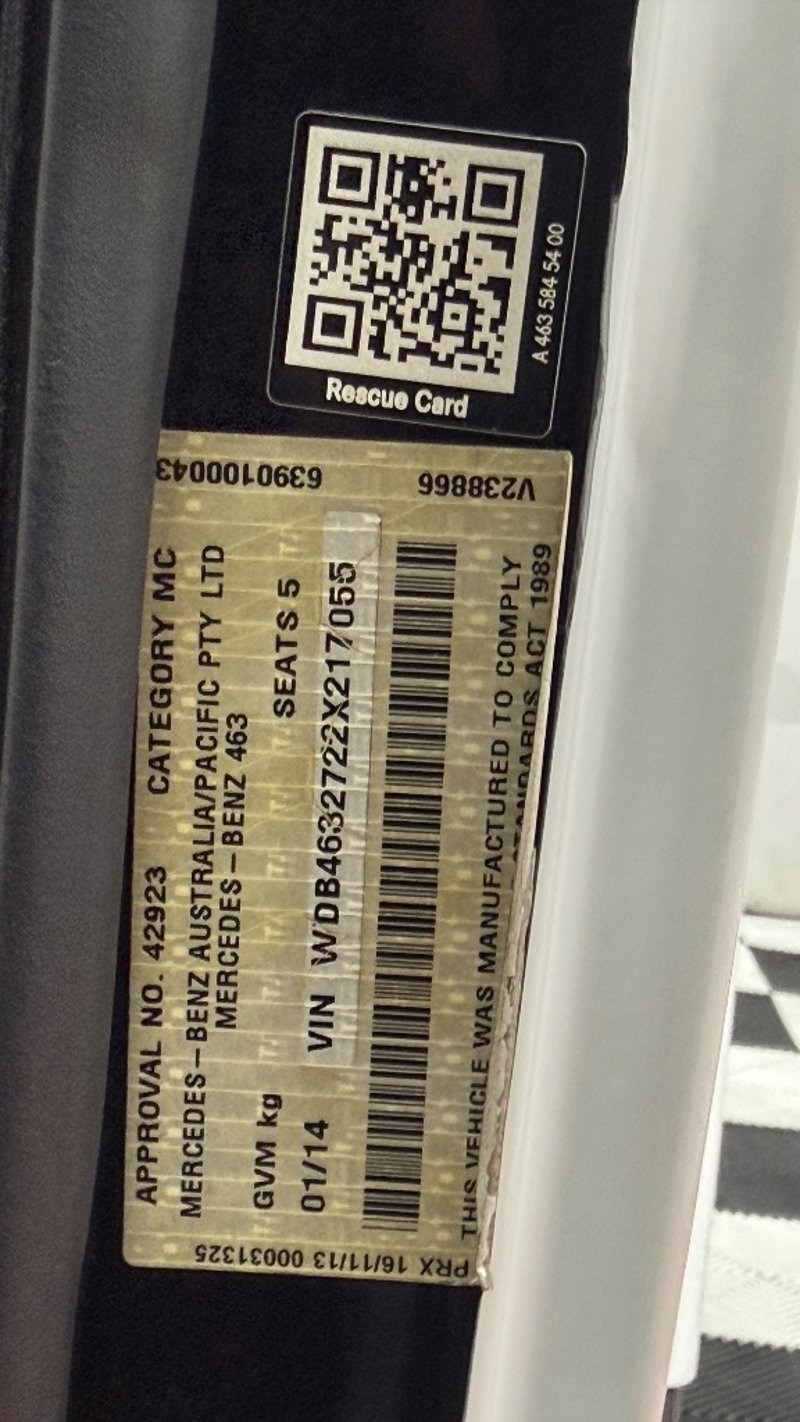 APPROVAL NO. 42923 CATEGORY MC
MERCEDES-BENZ AUSTRALIA/PACIFIC PTY LTD
MERCEDES-BENZ 463
GVM kg SEATS 5
01/14 VIN WDB4632722X217055
THIS VEHICLE WAS MANUFACTURED TO COMPLY
STANDARDS ACT 1989
PRX 16/11/13 00031325
6390100043 V238866
Rescue Card
A 463 584 54 00